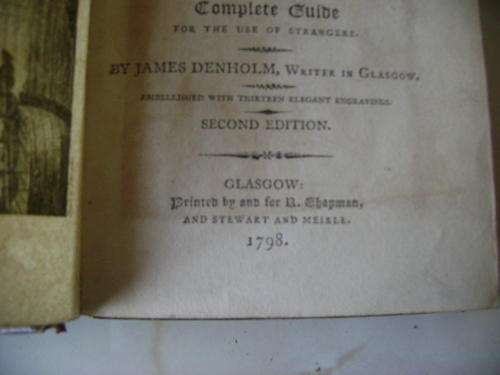 Complete Guide
FOR THE USE OF STRANGERS.
BY JAMES DENHOLM, WRITER IN GLASGOW,
EMBELLISHED WITH THIRTEEN ELEGANT ENGRAVINGS.
SECOND EDITION.
GLASGOW:
Printed by and for R. Chapman,
AND STEWART AND MEIKLE.
1798.